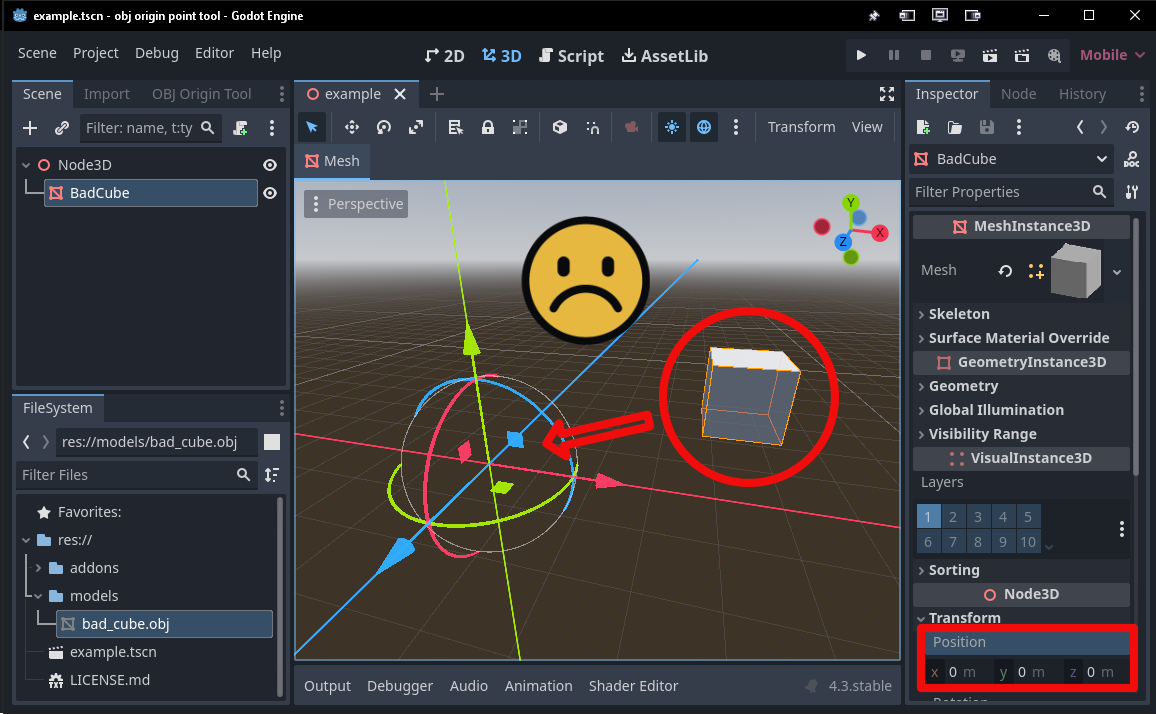 example.tscn - obj origin point tool - Godot Engine
Scene Project Debug Editor Help
2D 3D Script AssetLib
Mobile
Scene Import OBJ Origin Tool
Filter: name, t:ty
Node3D
BadCube
FileSystem
res://models/bad_cube.obj
Filter Files
Favorites:
res://
addons
models
bad_cube.obj
example.tscn
LICENSE.md
example
Transform View
Mesh
Perspective
Y
X
Z
Output Debugger Audio Animation Shader Editor
4.3.stable
Inspector Node History
BadCube
DOC
Filter Properties
MeshInstance3D
Mesh
Skeleton
Surface Material Override
GeometryInstance3D
Geometry
Global Illumination
Visibility Range
VisualInstance3D
Layers
1 2 3 4 5
6 7 8 9 10
Sorting
Node3D
Transform
Position
x 0 m y 0 m z 0 m